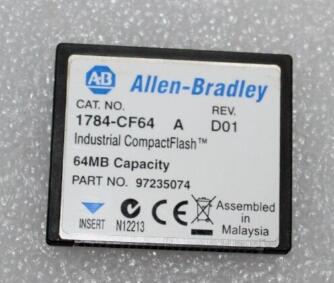 AB Allen-Bradley
CAT. NO. REV.
1784-CF64 A D01
Industrial CompactFlash™
64MB Capacity
PART NO. 97235074
INSERT N12213 CE Assembled in
Malaysia